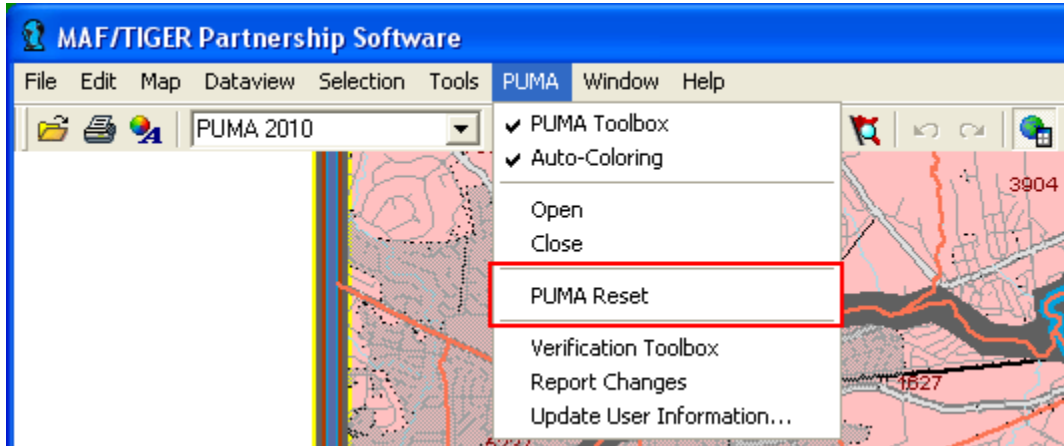 MAF/TIGER Partnership Software
File Edit Map Dataview Selection Tools PUMA Window Help
PUMA 2010
PUMA Toolbox
Auto-Coloring
3904
Open
Close
PUMA Reset
Verification Toolbox
Report Changes
1627
Update User Information...